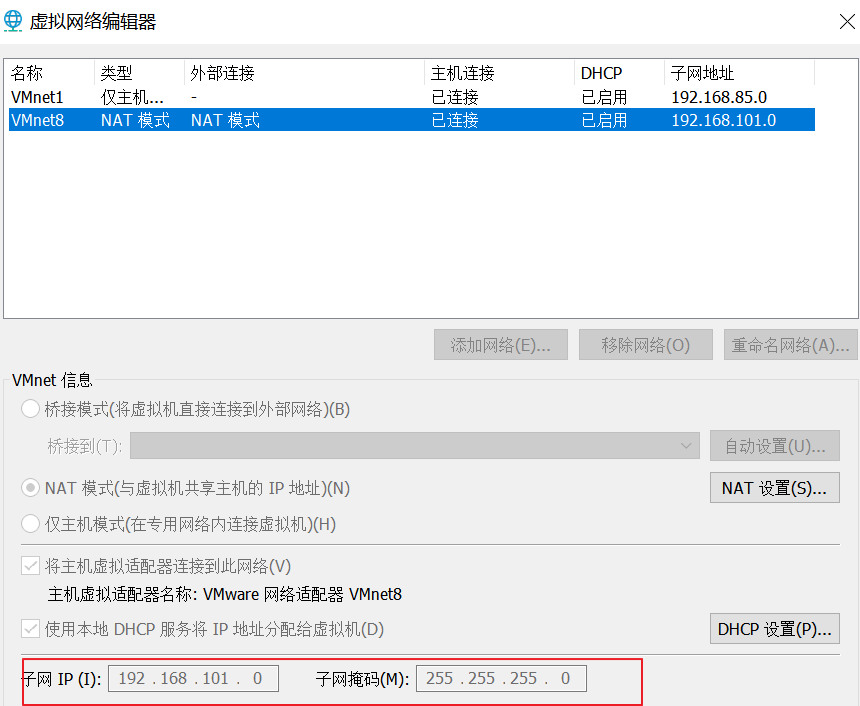 虚拟网络编辑器
名称 类型 外部连接 主机连接 DHCP 子网地址
VMnet1 仅主机... - 已连接 已启用 192.168.85.0
VMnet8 NAT 模式 NAT 模式 已连接 已启用 192.168.101.0
添加网络(E)... 移除网络(O) 重命名网络(A)...
VMnet 信息
桥接模式(将虚拟机直接连接到外部网络)(B)
桥接到(T): 自动设置(U)...
NAT 模式(与虚拟机共享主机的 IP 地址)(N) NAT 设置(S)...
仅主机模式(在专用网络内连接虚拟机)(H)
将主机虚拟适配器连接到此网络(V)
主机虚拟适配器名称: VMware 网络适配器 VMnet8
使用本地 DHCP 服务将 IP 地址分配给虚拟机(D) DHCP 设置(P)...
子网 IP (I): 192 . 168 . 101 . 0 子网掩码(M): 255 . 255 . 255 . 0